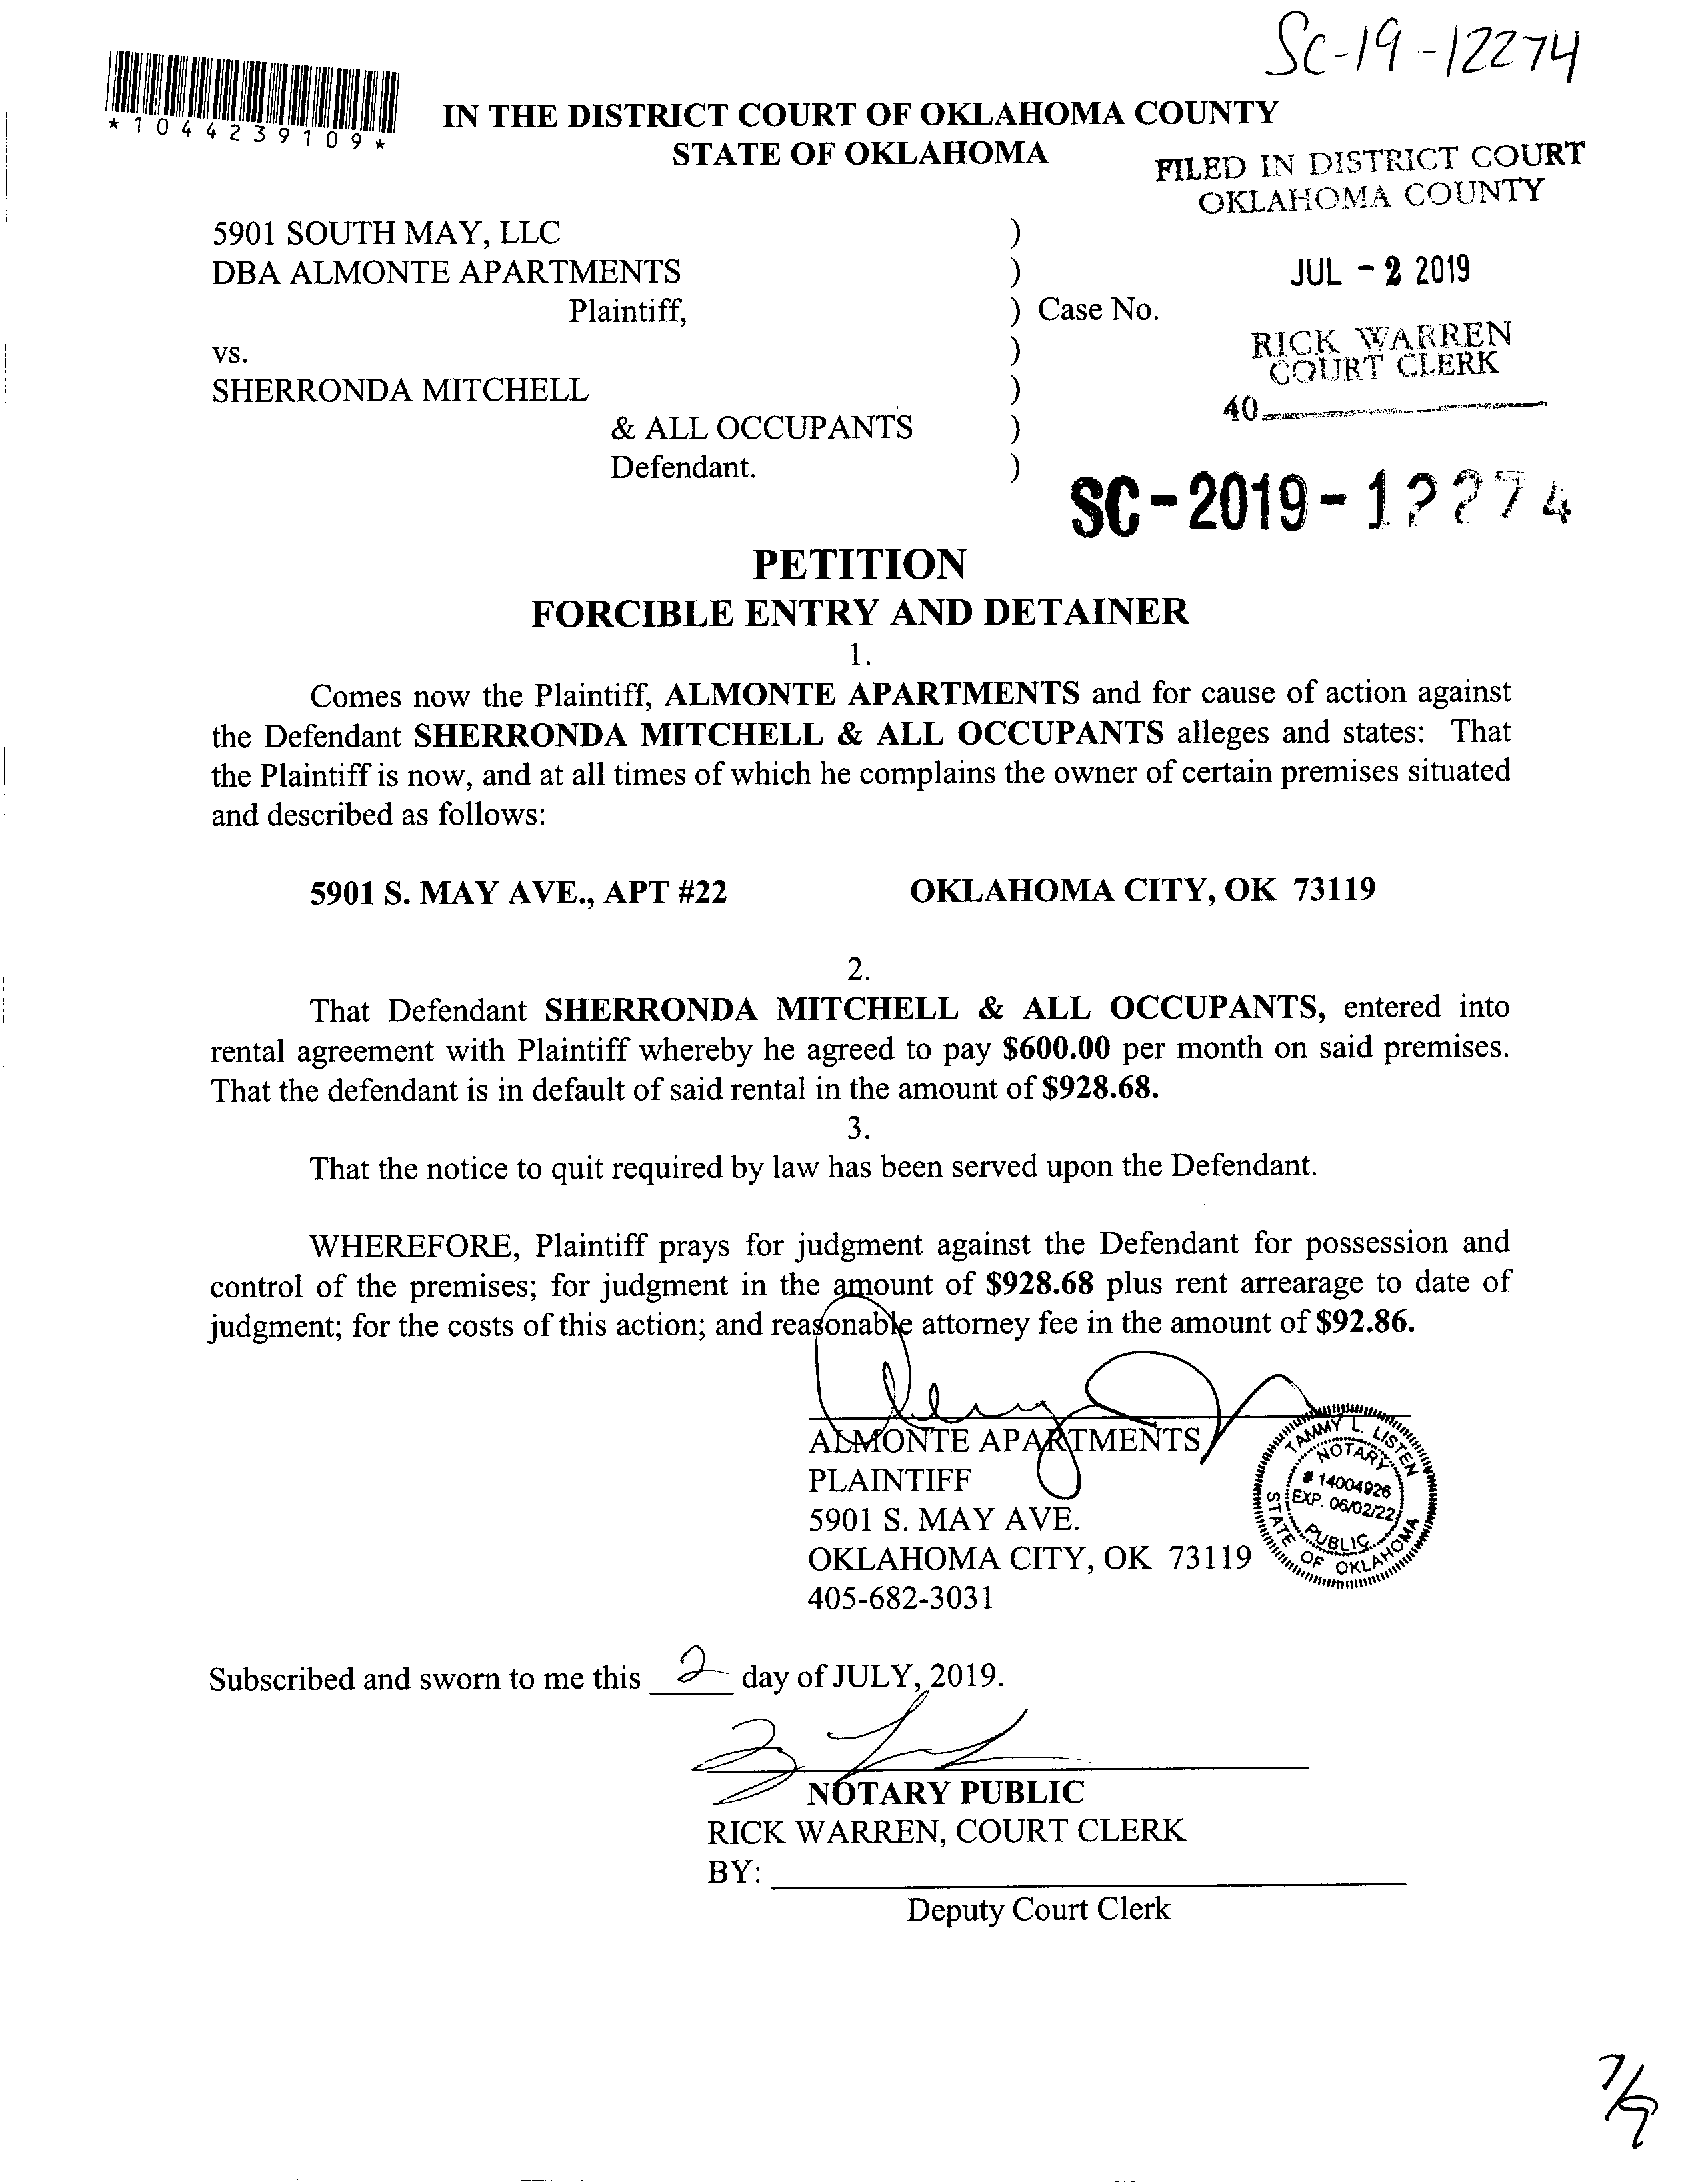 SC-19-12274
*1044239109*
IN THE DISTRICT COURT OF OKLAHOMA COUNTY
STATE OF OKLAHOMA
FILED IN DISTRICT COURT
OKLAHOMA COUNTY
5901 SOUTH MAY, LLC )
DBA ALMONTE APARTMENTS )
JUL - 2 2019
Plaintiff, ) Case No.
vs. )
RICK WARREN
COURT CLERK
SHERRONDA MITCHELL )
40
& ALL OCCUPANTS )
Defendant. )
SC-2019-12274
PETITION
FORCIBLE ENTRY AND DETAINER
1.
Comes now the Plaintiff, ALMONTE APARTMENTS and for cause of action against
the Defendant SHERRONDA MITCHELL & ALL OCCUPANTS alleges and states: That
the Plaintiff is now, and at all times of which he complains the owner of certain premises situated
and described as follows:
5901 S. MAY AVE., APT #22 OKLAHOMA CITY, OK 73119
2.
That Defendant SHERRONDA MITCHELL & ALL OCCUPANTS, entered into
rental agreement with Plaintiff whereby he agreed to pay $600.00 per month on said premises.
That the defendant is in default of said rental in the amount of $928.68.
3.
That the notice to quit required by law has been served upon the Defendant.
WHEREFORE, Plaintiff prays for judgment against the Defendant for possession and
control of the premises; for judgment in the amount of $928.68 plus rent arrearage to date of
judgment; for the costs of this action; and reasonable attorney fee in the amount of $92.86.
ALMONTE APARTMENTS
PLAINTIFF
5901 S. MAY AVE.
OKLAHOMA CITY, OK 73119
405-682-3031
TAMMY L. LISTEN
NOTARY
# 14004926
EXP. 06/02/22
PUBLIC
STATE OF OKLAHOMA
Subscribed and sworn to me this 2 day of JULY, 2019.
NOTARY PUBLIC
RICK WARREN, COURT CLERK
BY:
Deputy Court Clerk